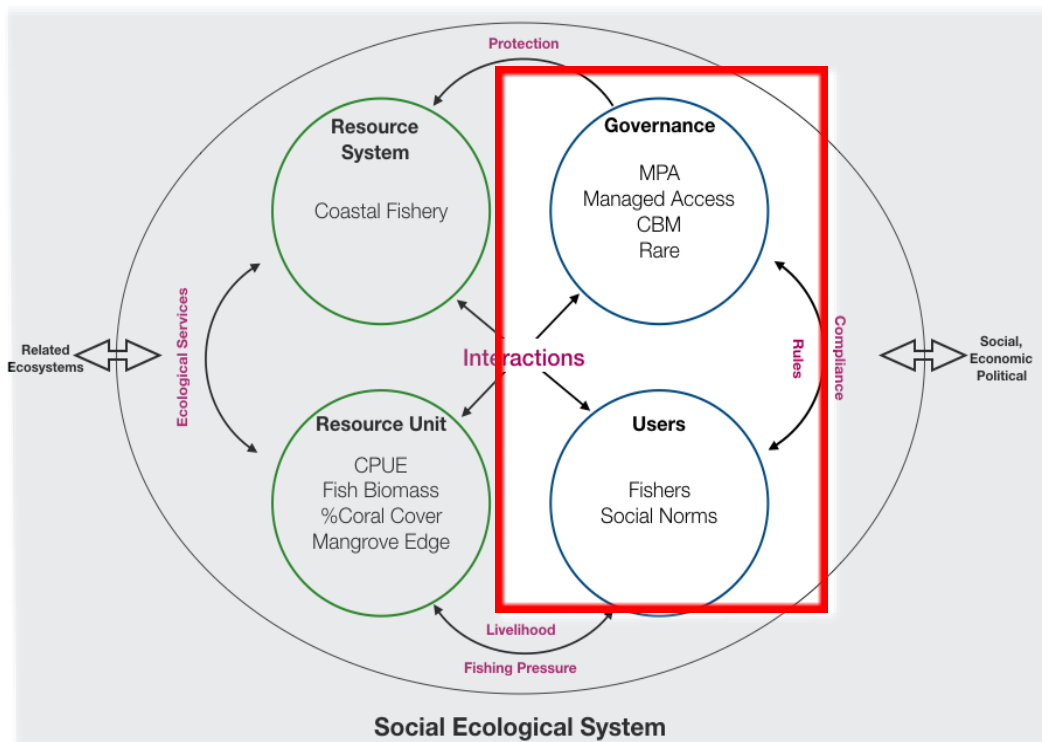 Protection
Resource
System
Coastal Fishery
Governance
MPA
Managed Access
CBM
Rare
Ecological Services
Related
Ecosystems
Interactions
Rules
Compliance
Social,
Economic
Political
Resource Unit
CPUE
Fish Biomass
%Coral Cover
Mangrove Edge
Users
Fishers
Social Norms
Livelihood
Fishing Pressure
Social Ecological System